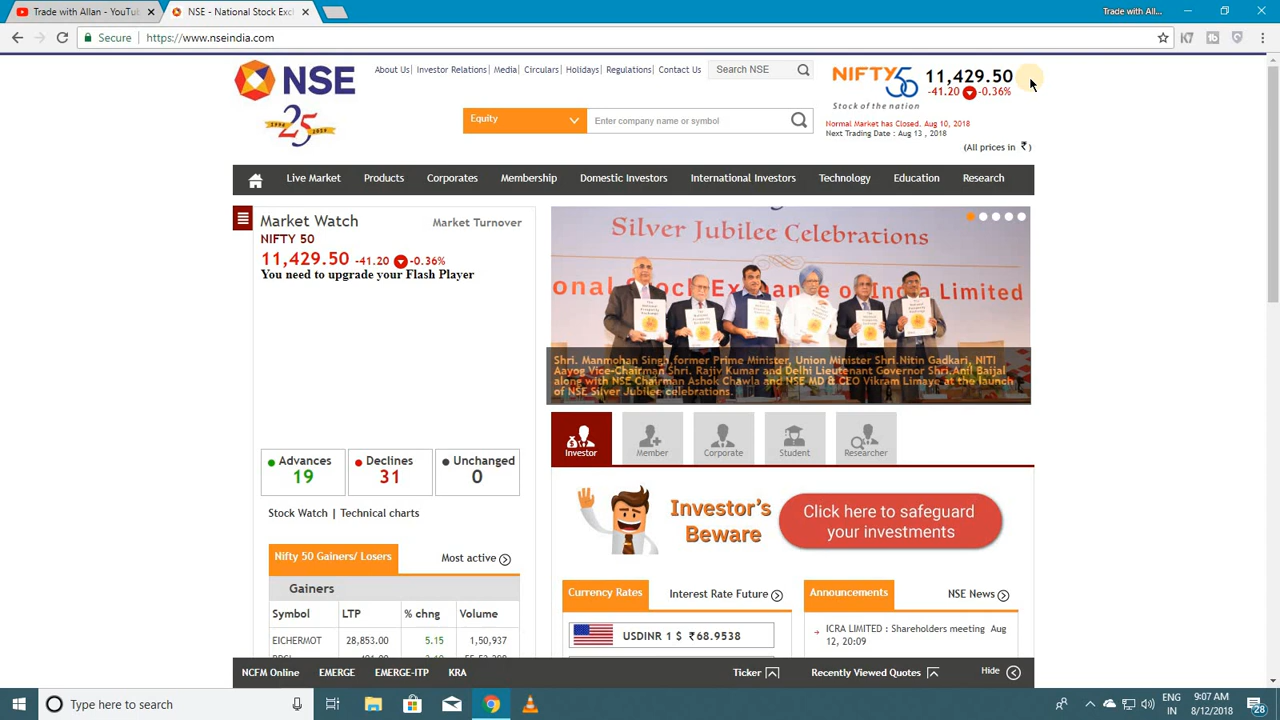 Trade with Allan - YouTub
NSE - National Stock Exc
Trade with All...
Secure
https://www.nseindia.com
NSE
About Us | Investor Relations | Media | Circulars | Holidays | Regulations | Contact Us
Search NSE
NIFTY 50
Stock of the nation
11,429.50
-41.20 -0.36%
Normal Market has Closed. Aug 10, 2018
Next Trading Date : Aug 13 , 2018
(All prices in ₹ )
25
Equity
Enter company name or symbol
Live Market
Products
Corporates
Membership
Domestic Investors
International Investors
Technology
Education
Research
Market Watch
Market Turnover
NIFTY 50
11,429.50 -41.20 -0.36%
You need to upgrade your Flash Player
Silver Jubilee Celebrations
onal Stock Exchange of India Limited
Shri. Manmohan Singh,former Prime Minister, Union Minister Shri.Nitin Gadkari, NITI
Aayog Vice-Chairman Shri. Rajiv Kumar and Delhi Lieutenant Governor Shri.Anil Baijal
along with NSE Chairman Ashok Chawla and NSE MD & CEO Vikram Limaye at the launch
of NSE Silver Jubilee celebrations.
Advances
19
Declines
31
Unchanged
0
Stock Watch | Technical charts
Investor
Member
Corporate
Student
Researcher
Investor's
Beware
Click here to safeguard
your investments
Nifty 50 Gainers/ Losers
Most active
Gainers
Symbol LTP % chng Volume
EICHERMOT 28,853.00 5.15 1,50,937
Currency Rates
Interest Rate Future
USDINR 1 $ ₹68.9538
Announcements
NSE News
ICRA LIMITED : Shareholders meeting Aug
12, 20:09
NCFM Online
EMERGE
EMERGE-ITP
KRA
Ticker
Recently Viewed Quotes
Hide
Type here to search
ENG
IN
9:07 AM
8/12/2018
28